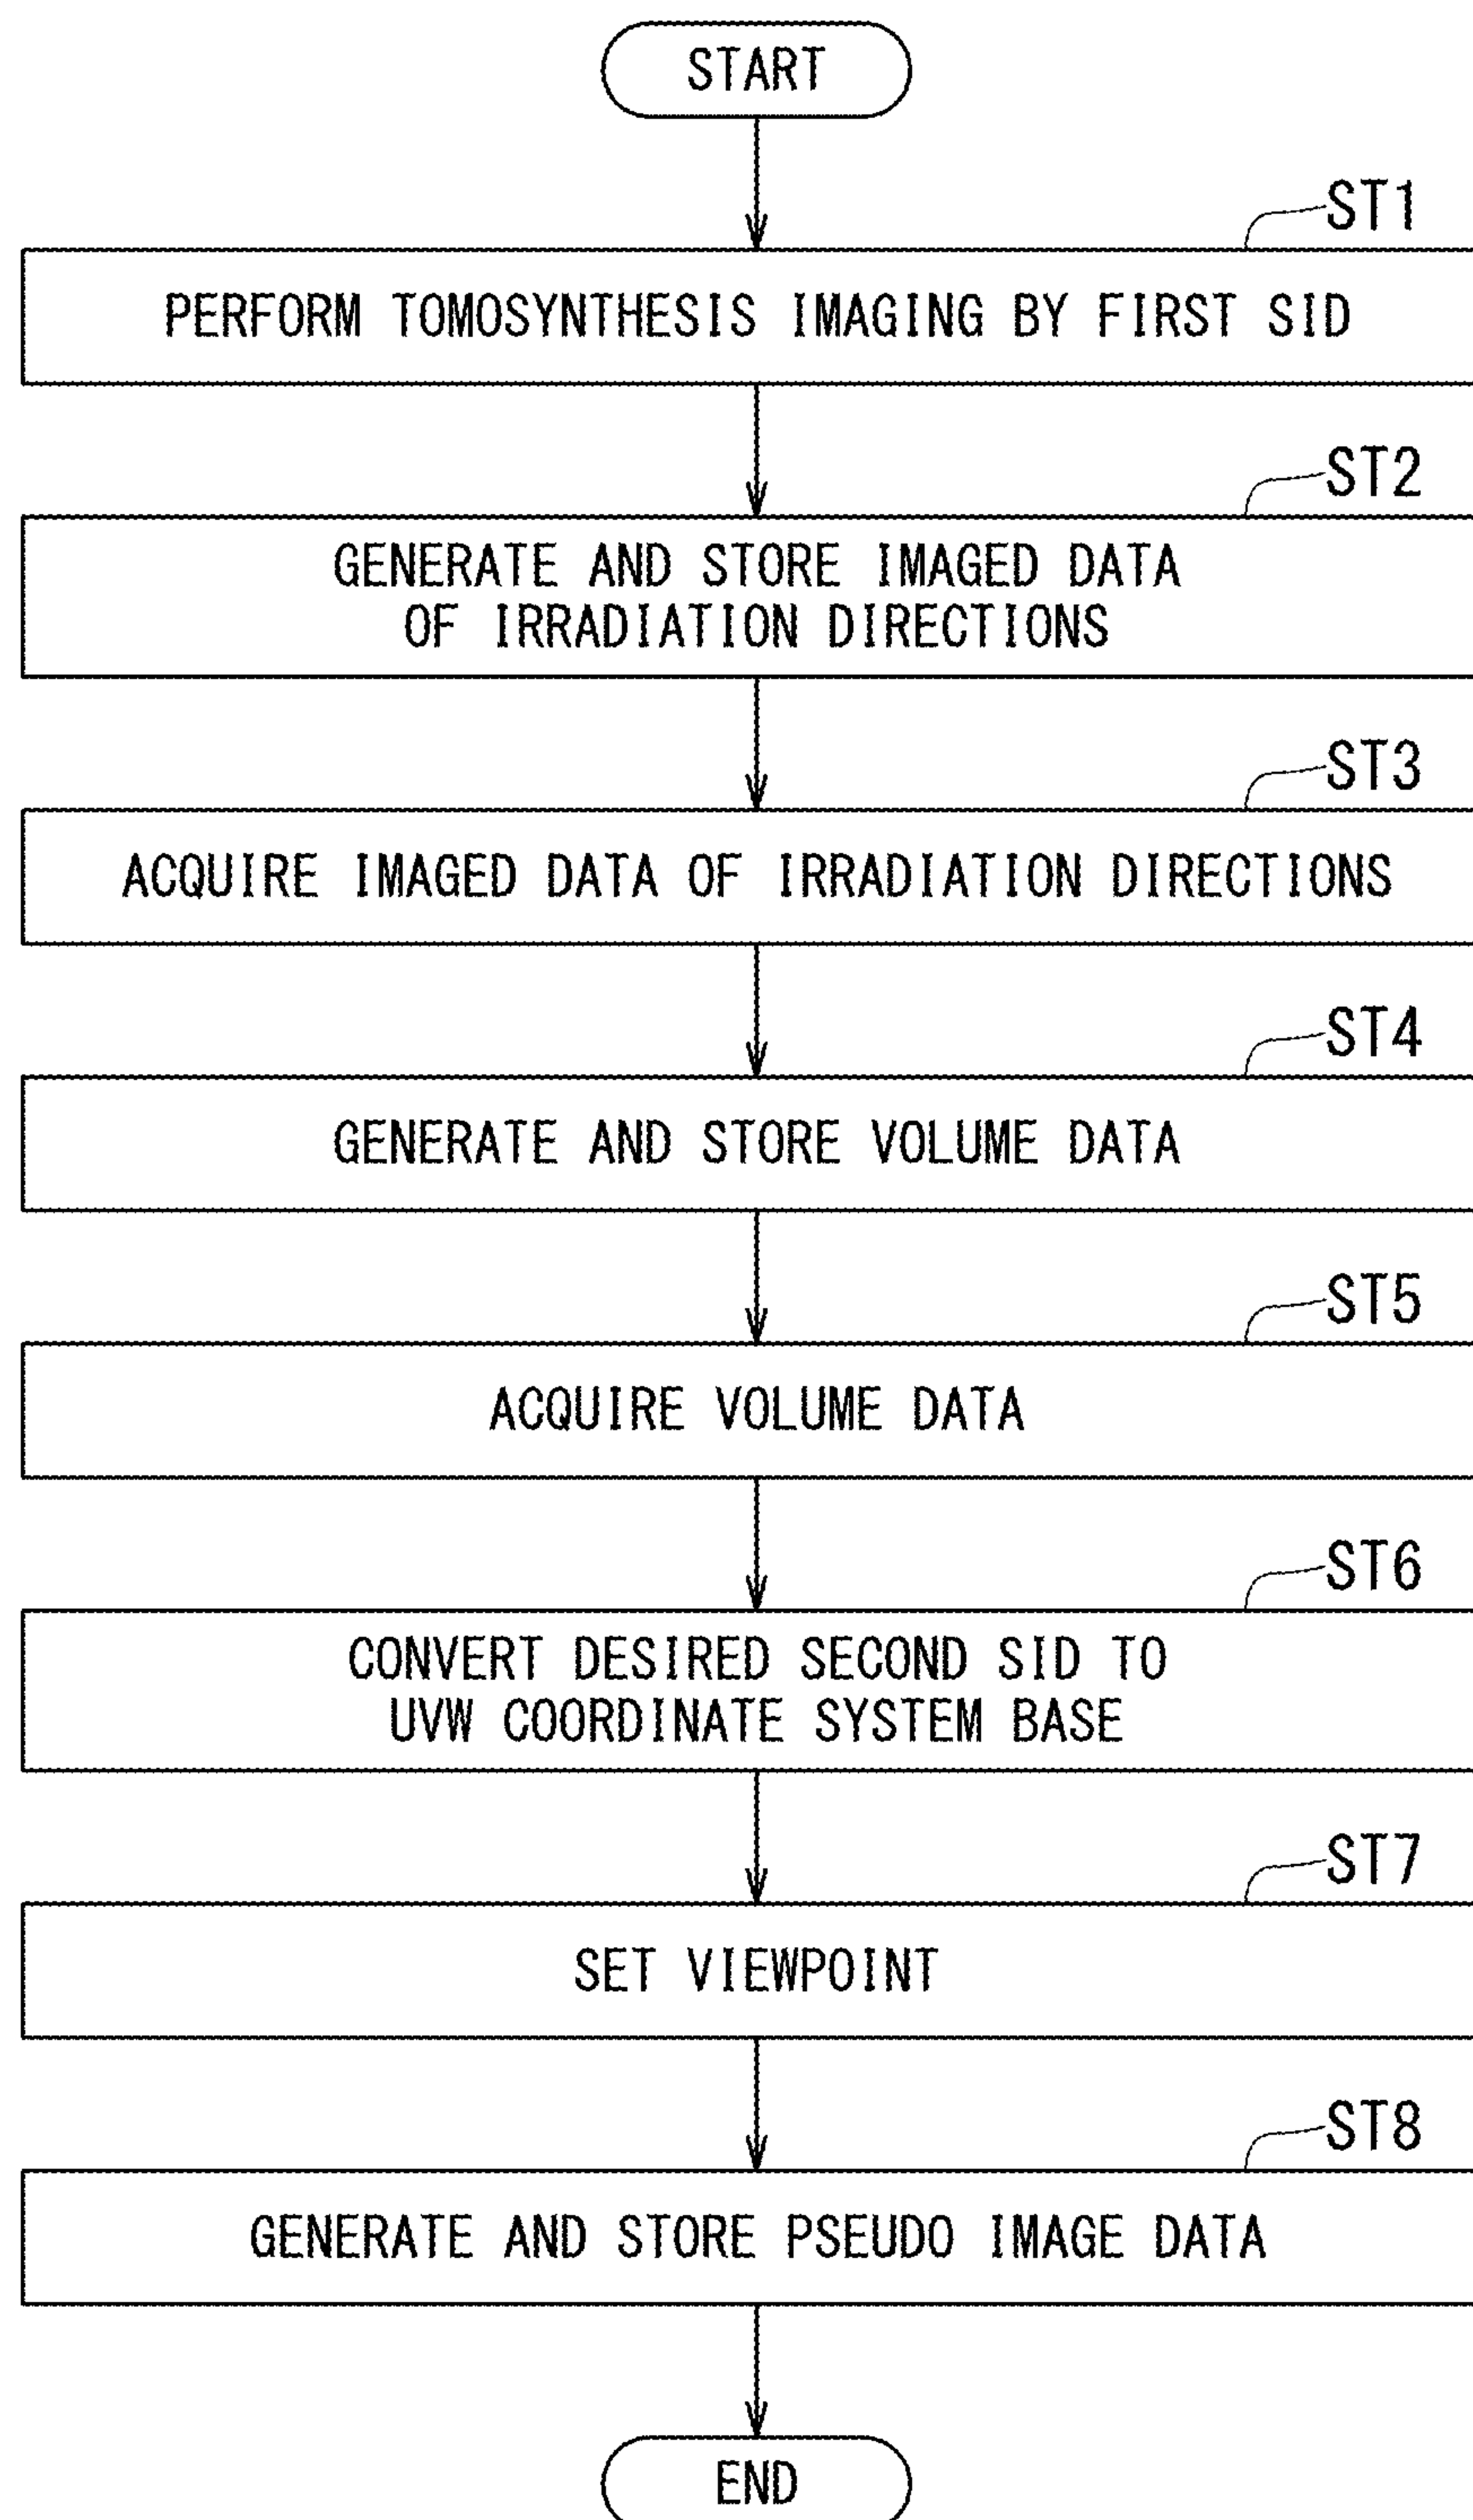 START
ST1
PERFORM TOMOSYNTHESIS IMAGING BY FIRST SID
ST2
GENERATE AND STORE IMAGED DATA
OF IRRADIATION DIRECTIONS
ST3
ACQUIRE IMAGED DATA OF IRRADIATION DIRECTIONS
ST4
GENERATE AND STORE VOLUME DATA
ST5
ACQUIRE VOLUME DATA
ST6
CONVERT DESIRED SECOND SID TO
UVW COORDINATE SYSTEM BASE
ST7
SET VIEWPOINT
ST8
GENERATE AND STORE PSEUDO IMAGE DATA
END